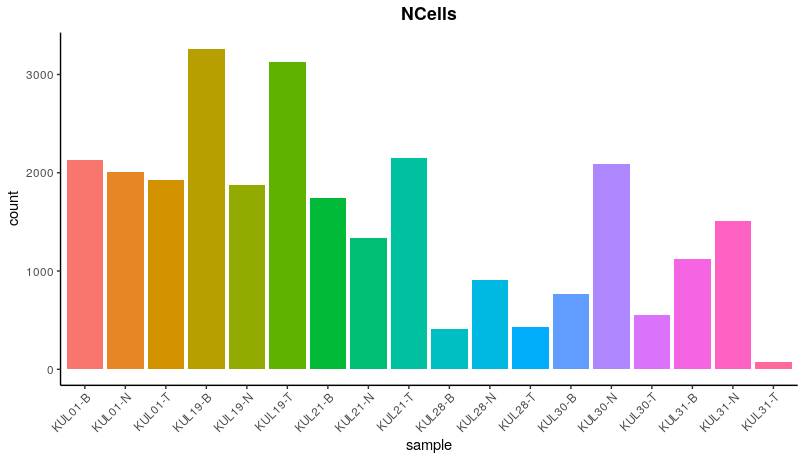 NCells
count
3000
2000
1000
0
KUL01-B
KUL01-N
KUL01-T
KUL19-B
KUL19-N
KUL19-T
KUL21-B
KUL21-N
KUL21-T
KUL28-B
KUL28-N
KUL28-T
KUL30-B
KUL30-N
KUL30-T
KUL31-B
KUL31-N
KUL31-T
sample